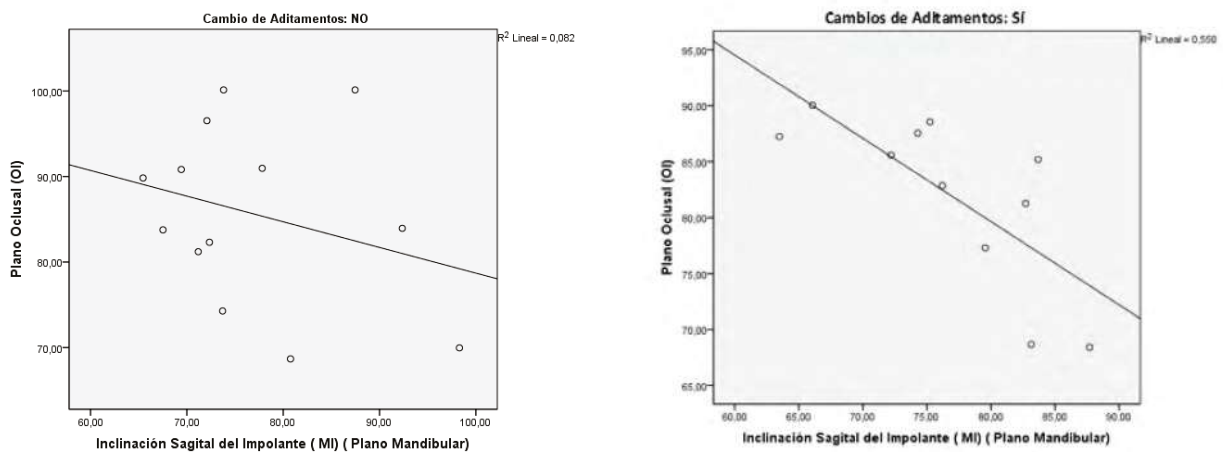 Cambio de Aditamentos: NO
R² Lineal = 0,082
Plano Oclusal (OI)
100,00
90,00
80,00
70,00
60,00 70,00 80,00 90,00 100,00
Inclinación Sagital del Impolante ( MI) ( Plano Mandibular)
Cambios de Aditamentos: Sí
R² Lineal = 0,550
Plano Oclusal (OI)
95,00
90,00
85,00
80,00
75,00
70,00
65,00
60,00 65,00 70,00 75,00 80,00 85,00 90,00
Inclinación Sagital del Impolante ( MI) ( Plano Mandibular)